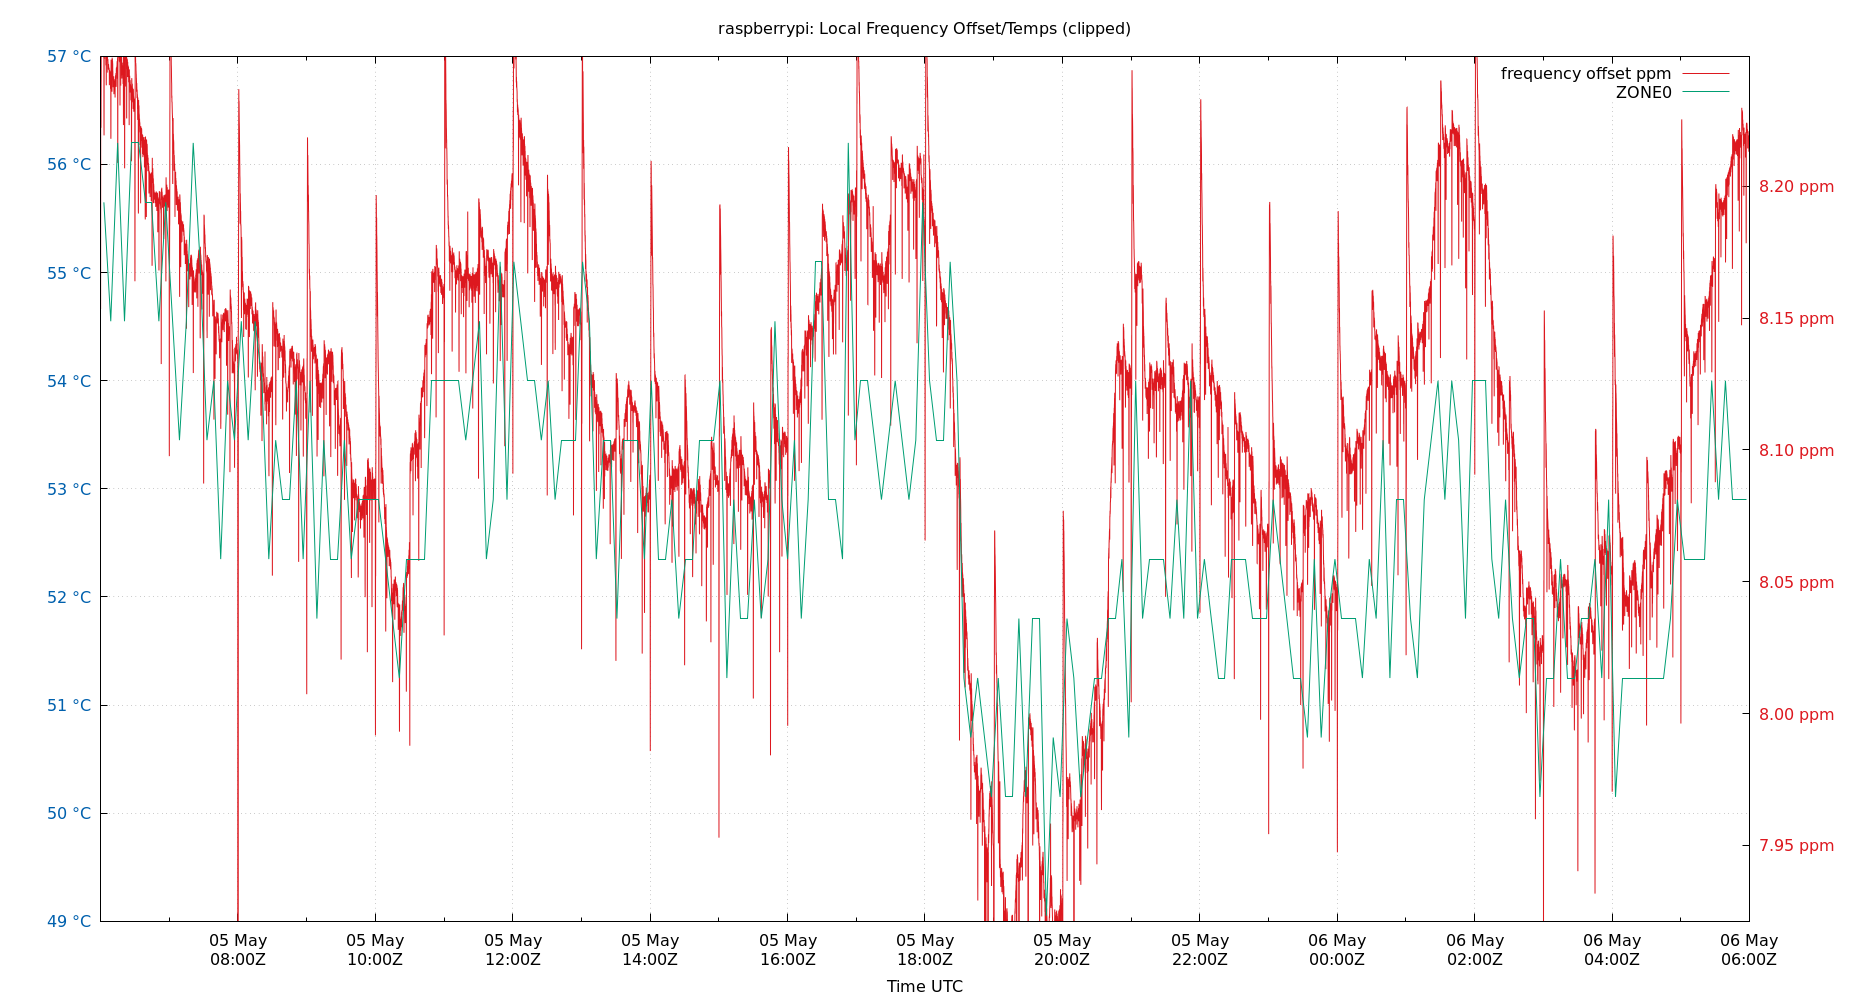 raspberrypi: Local Frequency Offset/Temps (clipped)
frequency offset ppm
ZONE0
57 °C
56 °C
55 °C
54 °C
53 °C
52 °C
51 °C
50 °C
49 °C
8.20 ppm
8.15 ppm
8.10 ppm
8.05 ppm
8.00 ppm
7.95 ppm
05 May
08:00Z
05 May
10:00Z
05 May
12:00Z
05 May
14:00Z
05 May
16:00Z
05 May
18:00Z
05 May
20:00Z
05 May
22:00Z
06 May
00:00Z
06 May
02:00Z
06 May
04:00Z
06 May
06:00Z
Time UTC